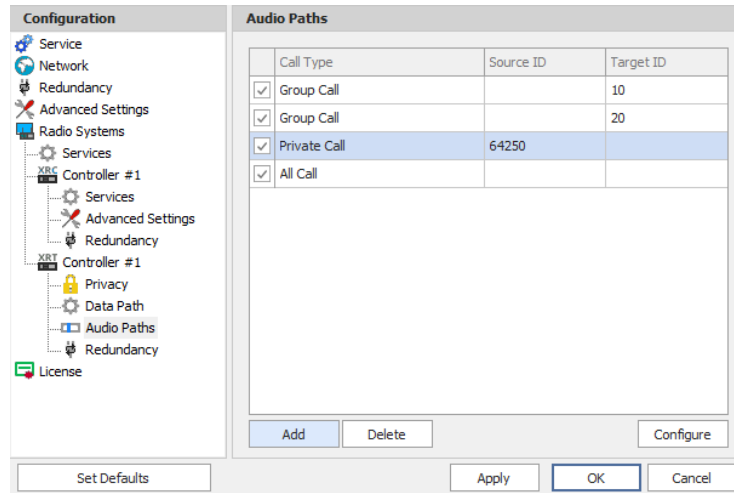 Configuration
Service
Network
Redundancy
Advanced Settings
Radio Systems
Services
XRC Controller #1
Services
Advanced Settings
Redundancy
XRT Controller #1
Privacy
Data Path
Audio Paths
Redundancy
License
Audio Paths
Call Type Source ID Target ID
Group Call 10
Group Call 20
Private Call 64250
All Call
Add Delete Configure
Set Defaults Apply OK Cancel